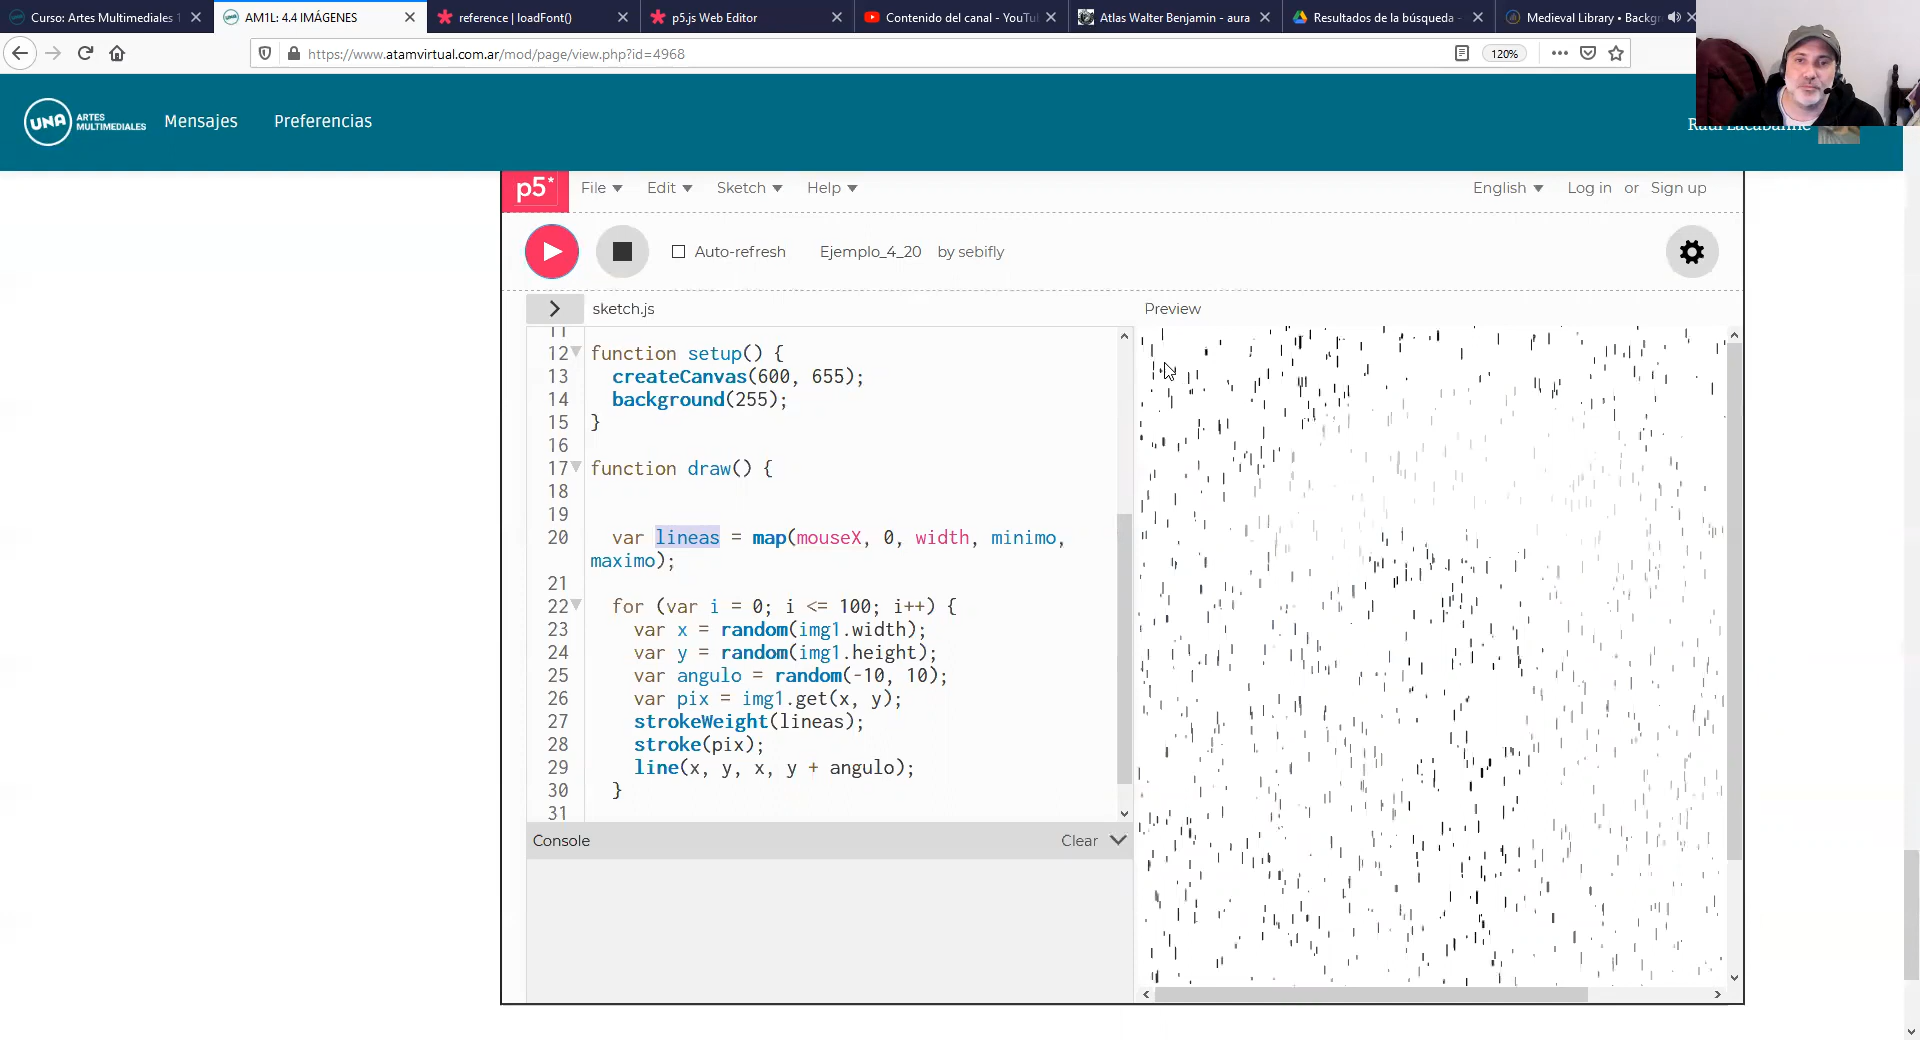 Curso: Artes Multimediales 1
AM1L: 4.4 IMÁGENES
reference | loadFont()
p5.js Web Editor
Contenido del canal - YouTu
Atlas Walter Benjamin - aura
Resultados de la búsqueda -
Medieval Library • Backgr
https://www.atamvirtual.com.ar/mod/page/view.php?id=4968
120%
UNA ARTES
MULTIMEDIALES
Mensajes
Preferencias
Raúl Lacabanne
p5*
File
Edit
Sketch
Help
English
Log in or Sign up
Auto-refresh
Ejemplo_4_20
by sebifly
sketch.js
Preview
11
12 function setup() {
13 createCanvas(600, 655);
14 background(255);
15 }
16
17 function draw() {
18
19
20 var lineas = map(mouseX, 0, width, minimo,
maximo);
21
22 for (var i = 0; i <= 100; i++) {
23 var x = random(img1.width);
24 var y = random(img1.height);
25 var angulo = random(-10, 10);
26 var pix = img1.get(x, y);
27 strokeWeight(lineas);
28 stroke(pix);
29 line(x, y, x, y + angulo);
30 }
31
Console
Clear